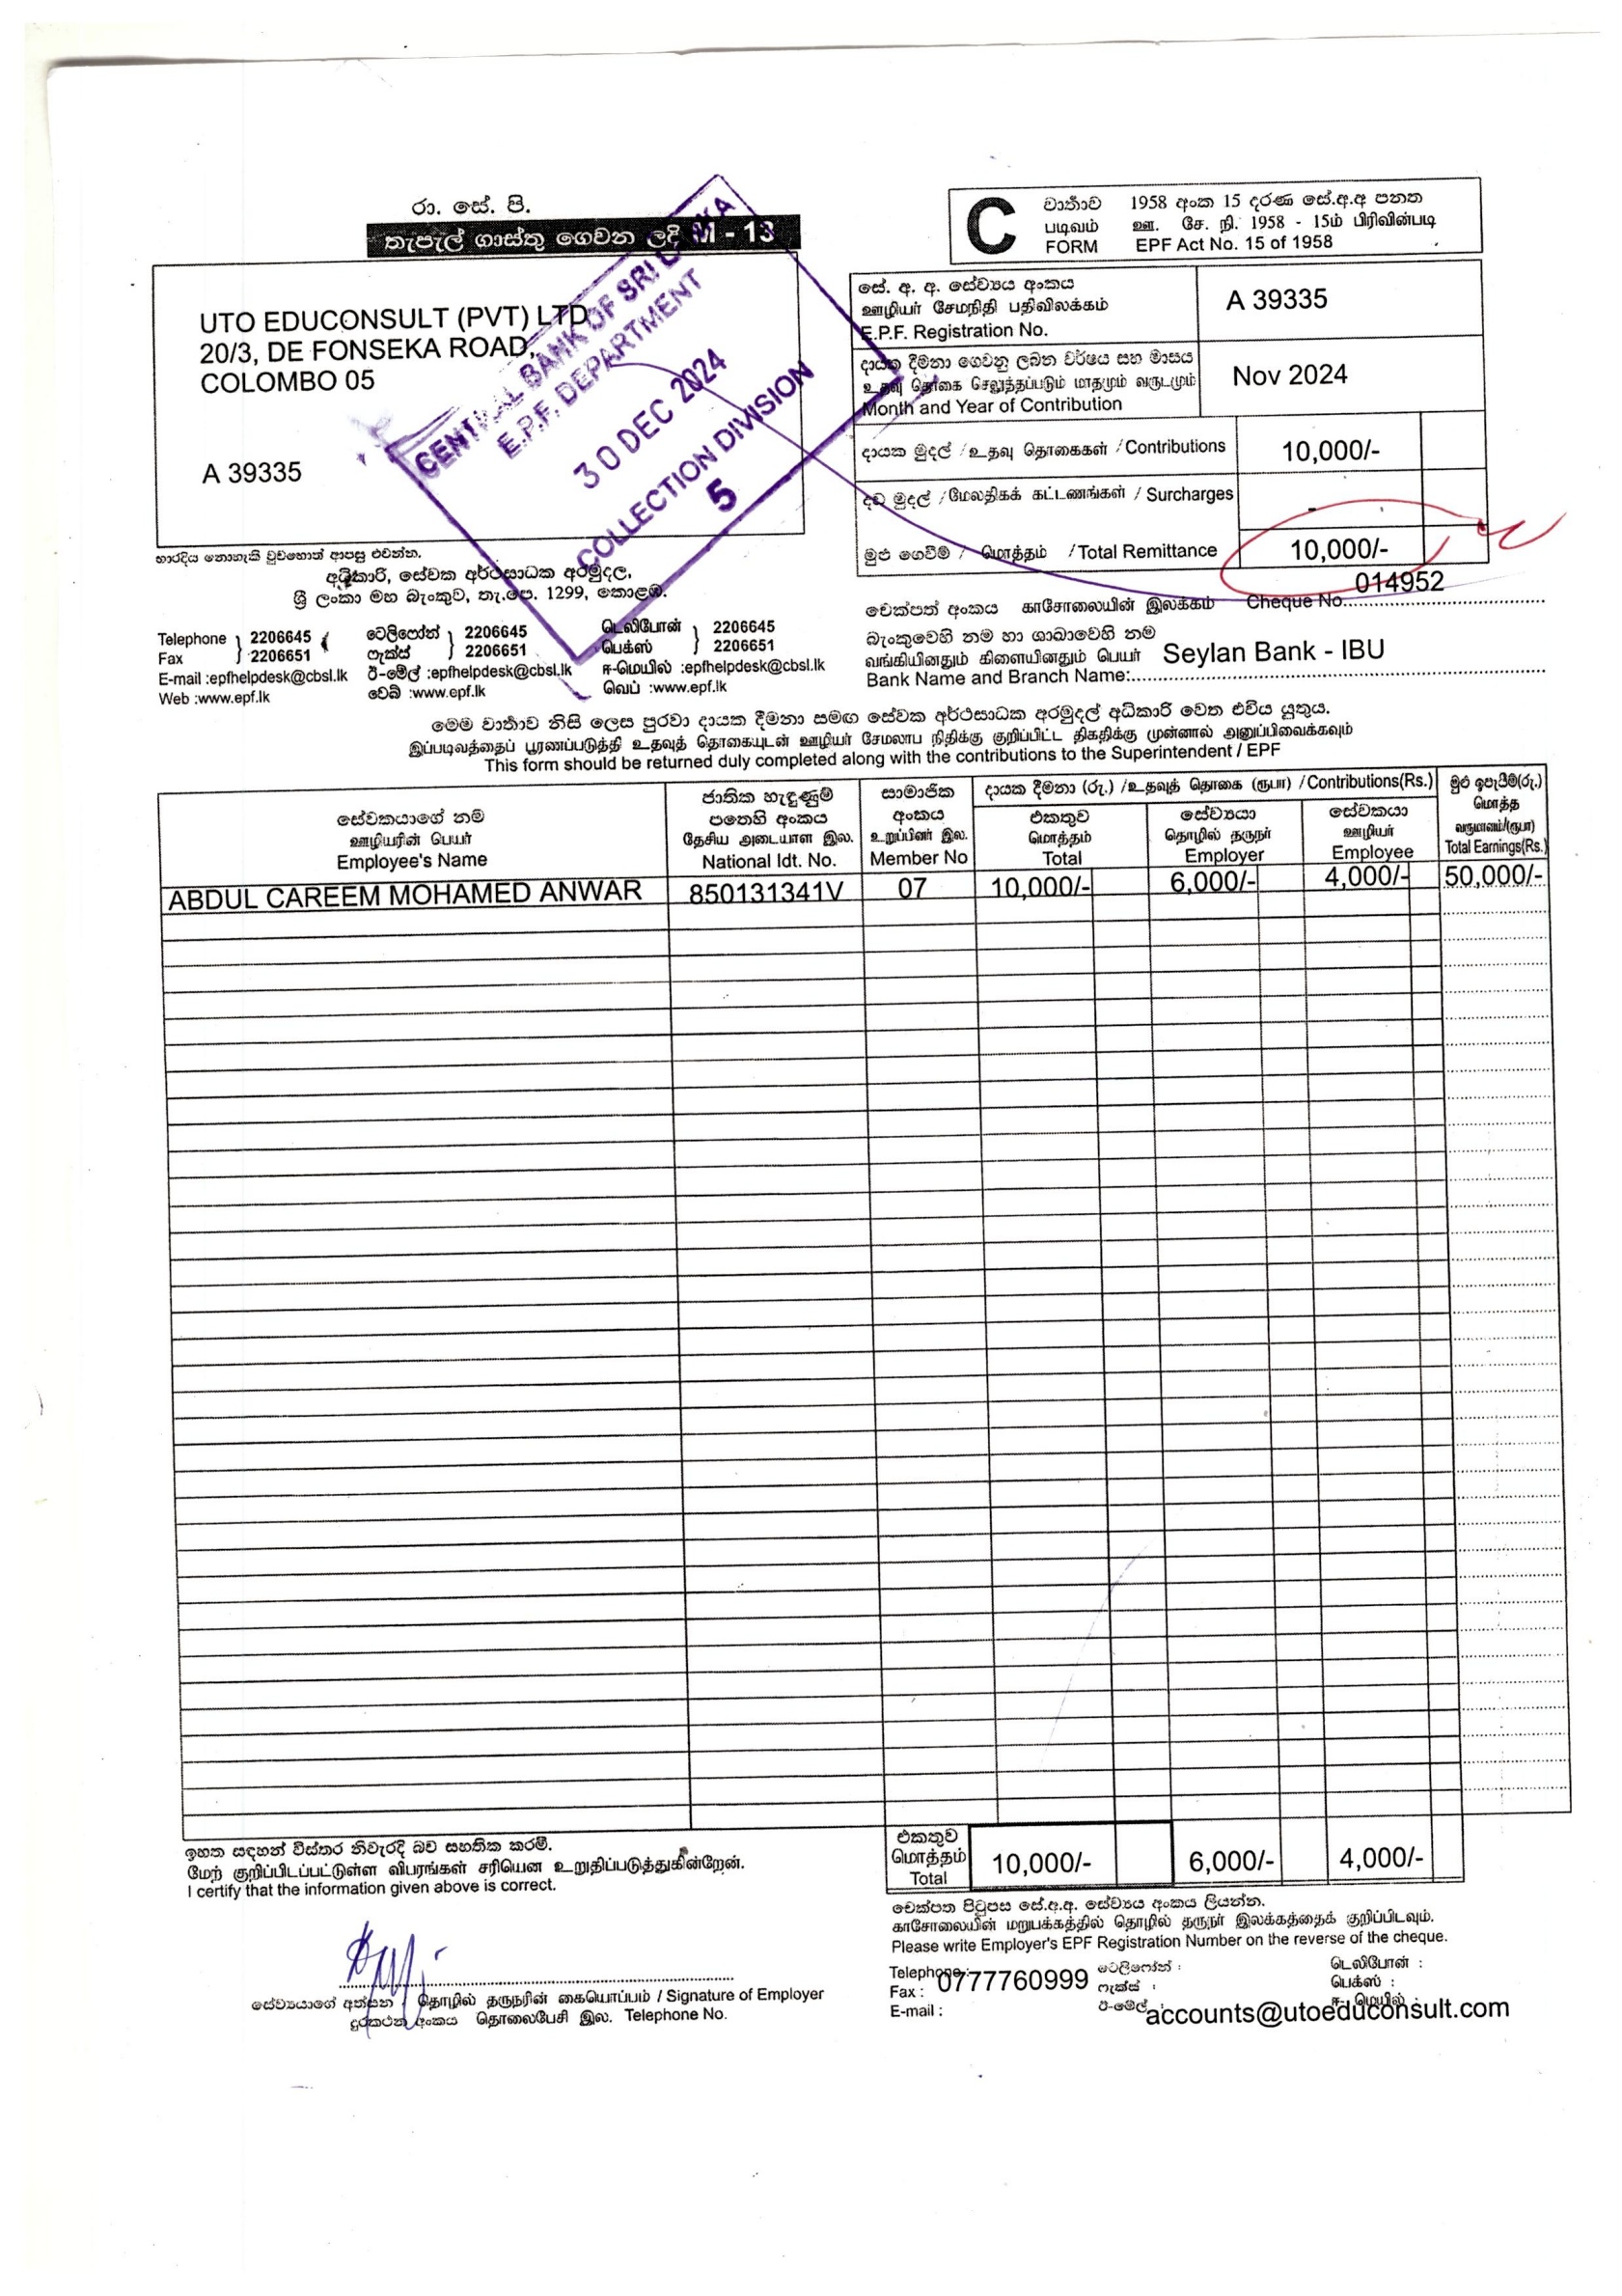 රා. සේ. පි.
තැපැල් ගාස්තු ගෙවන ලදී M - 13
C
වාර්තාව 1958 අංක 15 දරණ සේ.අ.අ පනත
படிவம் ஊ. சே. நி. 1958 - 15ம் பிரிவின்படி
FORM EPF Act No. 15 of 1958
UTO EDUCONSULT (PVT) LTD
20/3, DE FONSEKA ROAD,
COLOMBO 05
A 39335
CENTRAL BANK OF SRI LANKA
E.P.F. DEPARTMENT
30 DEC 2024
COLLECTION DIVISION
5
සේ. අ. අ. සේව්‍යය අංකය
ஊழியர் சேமநிதி பதிவிலக்கம்
E.P.F. Registration No.
A 39335
දායක දීමනා ගෙවනු ලබන වර්ෂය සහ මාසය
உதவு தொகை செலுத்தப்படும் மாதமும் வருடமும்
Month and Year of Contribution
Nov 2024
දායක මුදල් / உதவு தொகைகள் / Contributions 10,000/-
දඩ මුදල් / மேலதிகக் கட்டணங்கள் / Surcharges -
මුළු ගෙවීම් / மொத்தம் / Total Remittance 10,000/-
භාරදිය නොහැකි වුවහොත් ආපසු එවන්න.
අධිකාරි, සේවක අර්ථසාධක අරමුදල,
ශ්‍රී ලංකා මහ බැංකුව, තැ.පෙ. 1299, කොළඹ.
Telephone } 2206645 ටෙලිෆෝන් } 2206645 டெலிபோன் } 2206645
Fax } 2206651 ෆැක්ස් } 2206651 பெக்ஸ் } 2206651
E-mail :epfhelpdesk@cbsl.lk ඊ-මේල් :epfhelpdesk@cbsl.lk ஈ-மெயில் :epfhelpdesk@cbsl.lk
Web :www.epf.lk වෙබ් :www.epf.lk வெப் :www.epf.lk
චෙක්පත් අංකය காசோலையின் இலக்கம் Cheque No. 014952
බැංකුවෙහි නම හා ශාඛාවෙහි නම
வங்கியினதும் கிளையினதும் பெயர் Seylan Bank - IBU
Bank Name and Branch Name:
මෙම වාර්තාව නිසි ලෙස පුරවා දායක දීමනා සමඟ සේවක අර්ථසාධක අරමුදල් අධිකාරි වෙත එවිය යුතුය.
இப்படிவத்தைப் பூரணப்படுத்தி உதவுத் தொகையுடன் ஊழியர் சேமலாப நிதிக்கு குறிப்பிட்ட திகதிக்கு முன்னால் அனுப்பிவைக்கவும்
This form should be returned duly completed along with the contributions to the Superintendent / EPF
සේවකයාගේ නම
ஊழியரின் பெயர்
Employee's Name
ජාතික හැඳුණුම්
පතෙහි අංකය
தேசிய அடையாள இல.
National Idt. No.
සාමාජික
අංකය
உறுப்பினர் இல.
Member No
දායක දීමනා (රු.) / உதவுத் தொகை (ரூபா) / Contributions(Rs.)
එකතුව
மொத்தம்
Total
සේව්‍යයා
தொழில் தருநர்
Employer
සේවකයා
ஊழியர்
Employee
මුළු ඉපැයීම්(රු.)
மொத்த
வருமானம்(ரூபா)
Total Earnings(Rs.)
ABDUL CAREEM MOHAMED ANWAR 850131341V 07 10,000/- 6,000/- 4,000/- 50,000/-
ඉහත සඳහන් විස්තර නිවැරදි බව සහතික කරමි.
மேற் குறிப்பிடப்பட்டுள்ள விபரங்கள் சரியென உறுதிப்படுத்துகின்றேன்.
I certify that the information given above is correct.
එකතුව
மொத்தம்
Total
10,000/- 6,000/- 4,000/-
චෙක්පත පිටුපස සේ.අ.අ. සේව්‍යය අංකය ලියන්න.
காசோலையின் மறுபக்கத்தில் தொழில் தருநர் இலக்கத்தைக் குறிப்பிடவும்.
Please write Employer's EPF Registration Number on the reverse of the cheque.
සේව්‍යයාගේ අත්සන / தொழில் தருநரின் கையொப்பம் / Signature of Employer
දුරකථන අංකය தொலைபேசி இல. Telephone No.
Telephone : 0777760999 ටෙලිෆෝන් : டெலிபோன் :
Fax : ෆැක්ස් : பெக்ஸ் :
E-mail : ඊ-මේල් : ஈ-மெயில் :
accounts@utoeduconsult.com